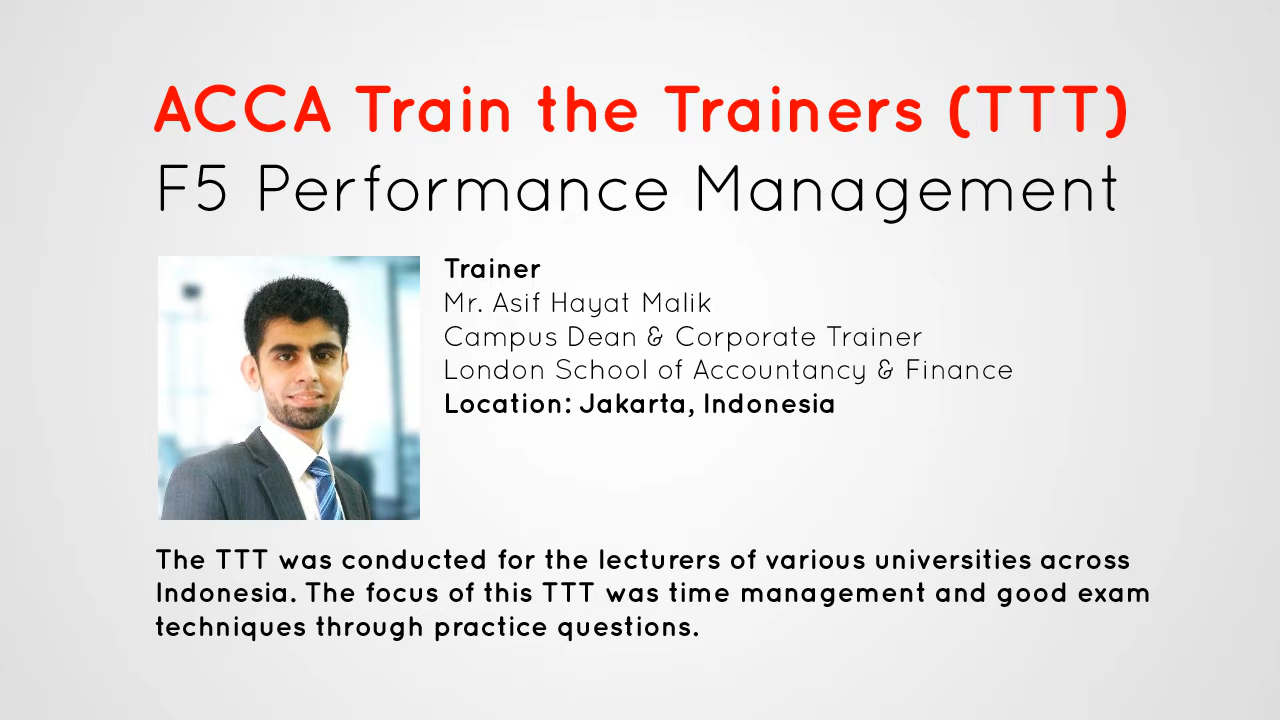 ACCA Train the Trainers (TTT)
F5 Performance Management
Trainer
Mr. Asif Hayat Malik
Campus Dean & Corporate Trainer
London School of Accountancy & Finance
Location: Jakarta, Indonesia
The TTT was conducted for the lecturers of various universities across
Indonesia. The focus of this TTT was time management and good exam
techniques through practice questions.